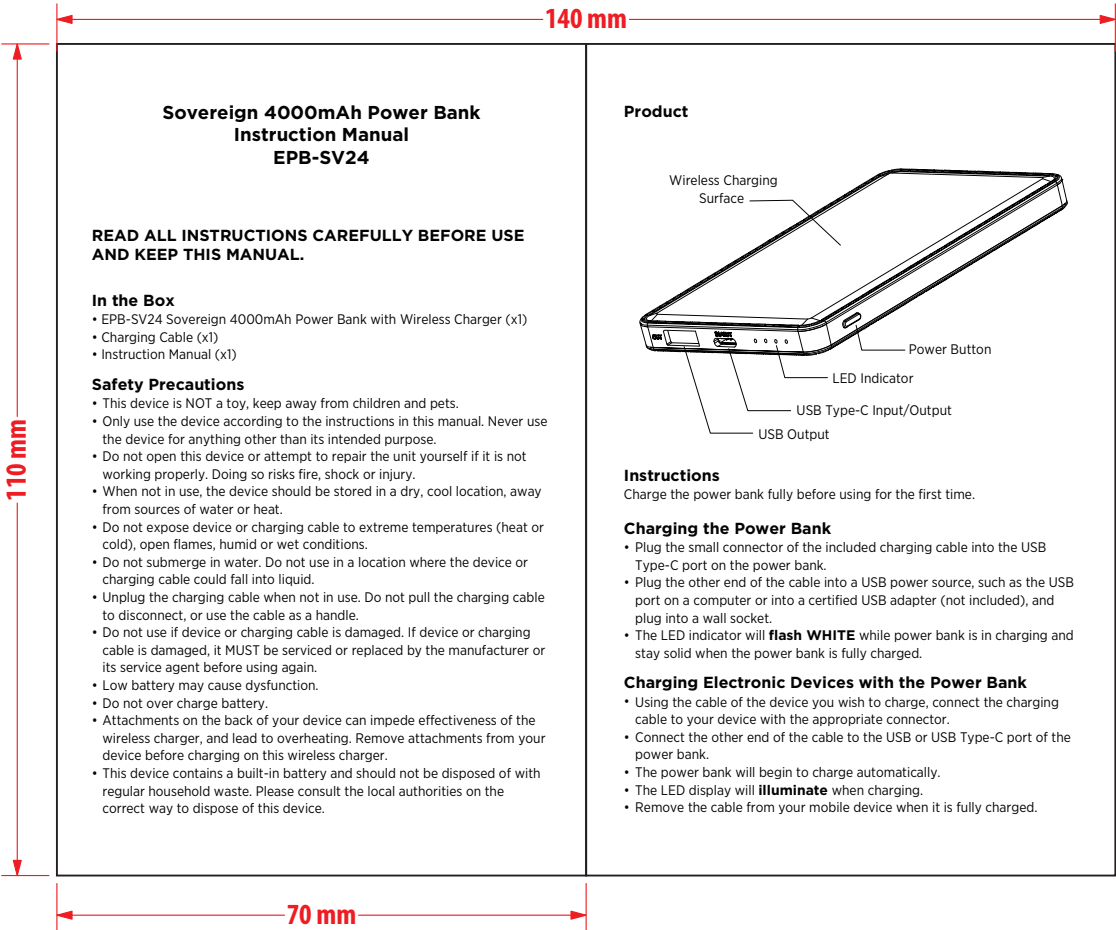 140 mm
110 mm
Sovereign 4000mAh Power Bank
Instruction Manual
EPB-SV24
READ ALL INSTRUCTIONS CAREFULLY BEFORE USE
AND KEEP THIS MANUAL.
In the Box
• EPB-SV24 Sovereign 4000mAh Power Bank with Wireless Charger (x1)
• Charging Cable (x1)
• Instruction Manual (x1)
Safety Precautions
• This device is NOT a toy, keep away from children and pets.
• Only use the device according to the instructions in this manual. Never use
the device for anything other than its intended purpose.
• Do not open this device or attempt to repair the unit yourself if it is not
working properly. Doing so risks fire, shock or injury.
• When not in use, the device should be stored in a dry, cool location, away
from sources of water or heat.
• Do not expose device or charging cable to extreme temperatures (heat or
cold), open flames, humid or wet conditions.
• Do not submerge in water. Do not use in a location where the device or
charging cable could fall into liquid.
• Unplug the charging cable when not in use. Do not pull the charging cable
to disconnect, or use the cable as a handle.
• Do not use if device or charging cable is damaged. If device or charging
cable is damaged, it MUST be serviced or replaced by the manufacturer or
its service agent before using again.
• Low battery may cause dysfunction.
• Do not over charge battery.
• Attachments on the back of your device can impede effectiveness of the
wireless charger, and lead to overheating. Remove attachments from your
device before charging on this wireless charger.
• This device contains a built-in battery and should not be disposed of with
regular household waste. Please consult the local authorities on the
correct way to dispose of this device.
70 mm
Product
Wireless Charging
Surface
OUT
Power Button
LED Indicator
USB Type-C Input/Output
USB Output
Instructions
Charge the power bank fully before using for the first time.
Charging the Power Bank
• Plug the small connector of the included charging cable into the USB
Type-C port on the power bank.
• Plug the other end of the cable into a USB power source, such as the USB
port on a computer or into a certified USB adapter (not included), and
plug into a wall socket.
• The LED indicator will flash WHITE while power bank is in charging and
stay solid when the power bank is fully charged.
Charging Electronic Devices with the Power Bank
• Using the cable of the device you wish to charge, connect the charging
cable to your device with the appropriate connector.
• Connect the other end of the cable to the USB or USB Type-C port of the
power bank.
• The power bank will begin to charge automatically.
• The LED display will illuminate when charging.
• Remove the cable from your mobile device when it is fully charged.